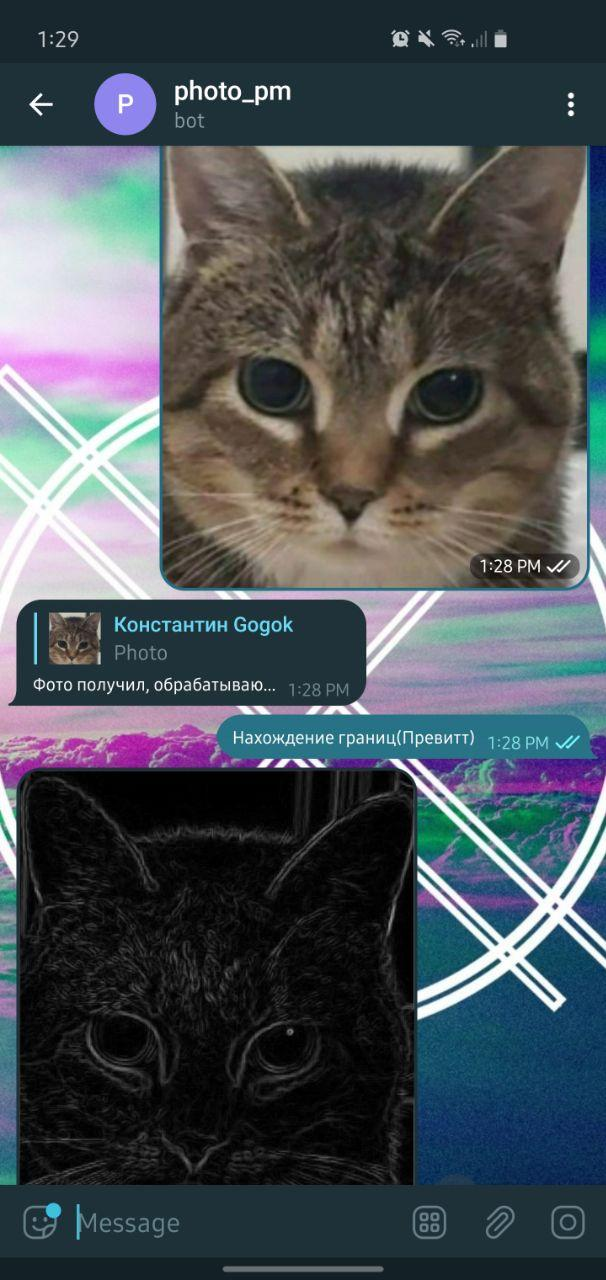 1:29
P
photo_pm
bot
1:28 PM
Константин Gogok
Photo
Фото получил, обрабатываю... 1:28 PM
Нахождение границ(Превитт) 1:28 PM
Message